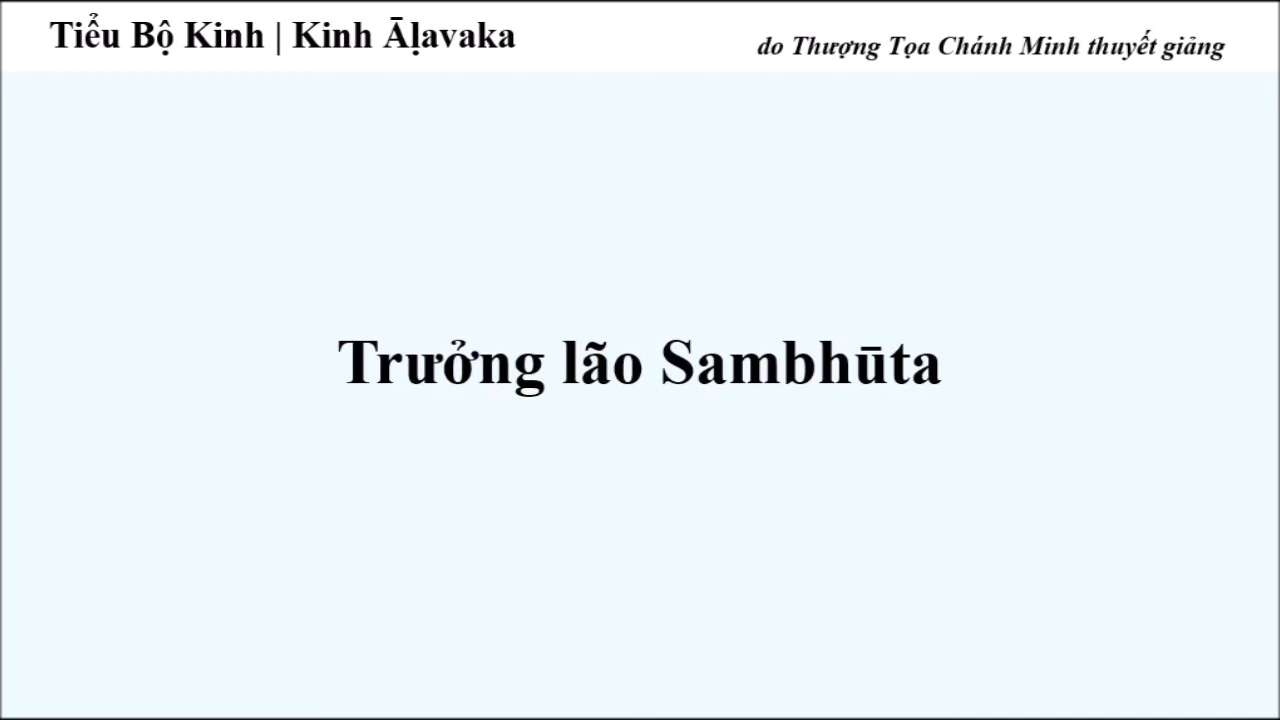 Tiểu Bộ Kinh | Kinh Āḷavaka
do Thượng Tọa Chánh Minh thuyết giảng
Trưởng lão Sambhūta